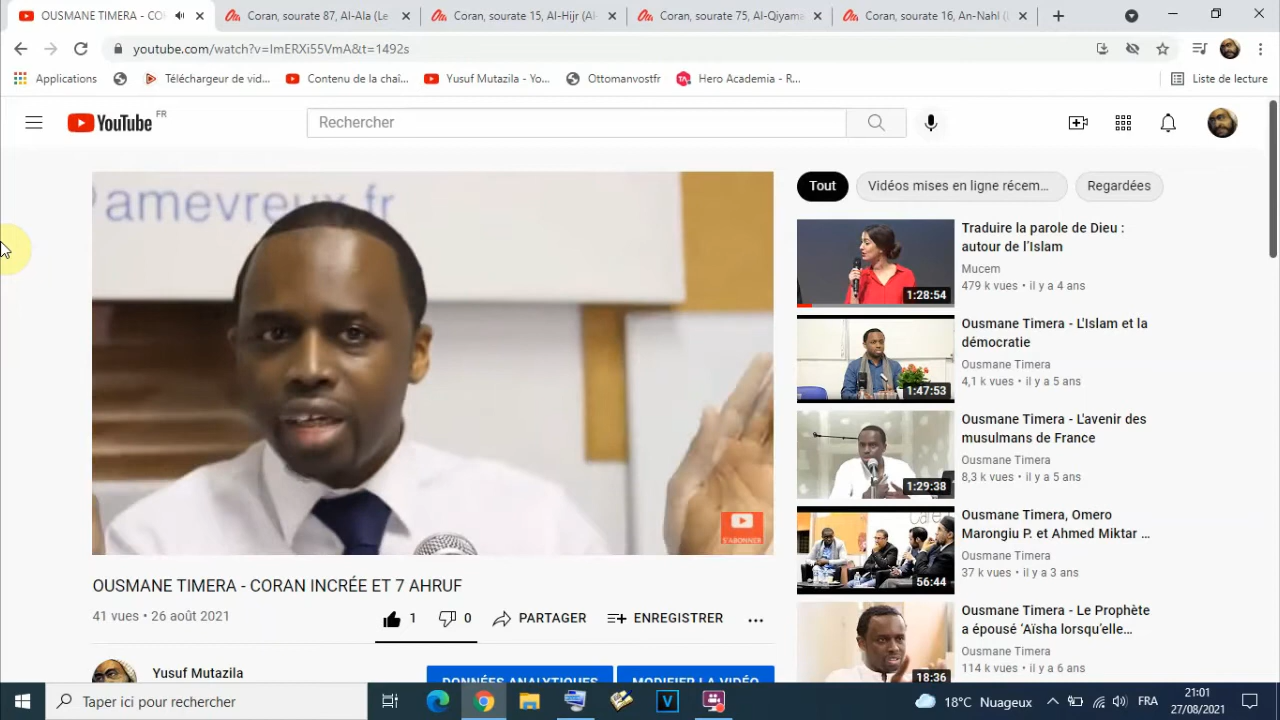 OUSMANE TIMERA - CO
Coran, sourate 87, Al-Ala (Le
Coran, sourate 15, Al-Hijr (Al-
Coran, sourate 75, Al-Qiyama
Coran, sourate 16, An-Nahl (L
youtube.com/watch?v=ImERXi55VmA&t=1492s
Applications
Téléchargeur de vid...
Contenu de la chaî...
Yusuf Mutazila - Yo...
Ottomanvostfr
Hero Academia - R...
Liste de lecture
YouTube FR
Rechercher
@amevreux.fr
S'ABONNER
Tout
Vidéos mises en ligne récem...
Regardées
1:28:54
Traduire la parole de Dieu :
autour de l'Islam
Mucem
479 k vues • il y a 4 ans
1:47:53
Ousmane Timera - L'Islam et la
démocratie
Ousmane Timera
4,1 k vues • il y a 5 ans
1:29:38
Ousmane Timera - L'avenir des
musulmans de France
Ousmane Timera
8,3 k vues • il y a 5 ans
56:44
Ousmane Timera, Omero
Marongiu P. et Ahmed Miktar ...
Ousmane Timera
37 k vues • il y a 3 ans
18:36
Ousmane Timera - Le Prophète
a épousé 'Aïsha lorsqu'elle...
Ousmane Timera
114 k vues • il y a 6 ans
OUSMANE TIMERA - CORAN INCRÉE ET 7 AHRUF
41 vues • 26 août 2021
1
0
PARTAGER
ENREGISTRER
Yusuf Mutazila
DONNÉES ANALYTIQUES
MODIFIER LA VIDÉO
Taper ici pour rechercher
18°C Nuageux
FRA
21:01
27/08/2021